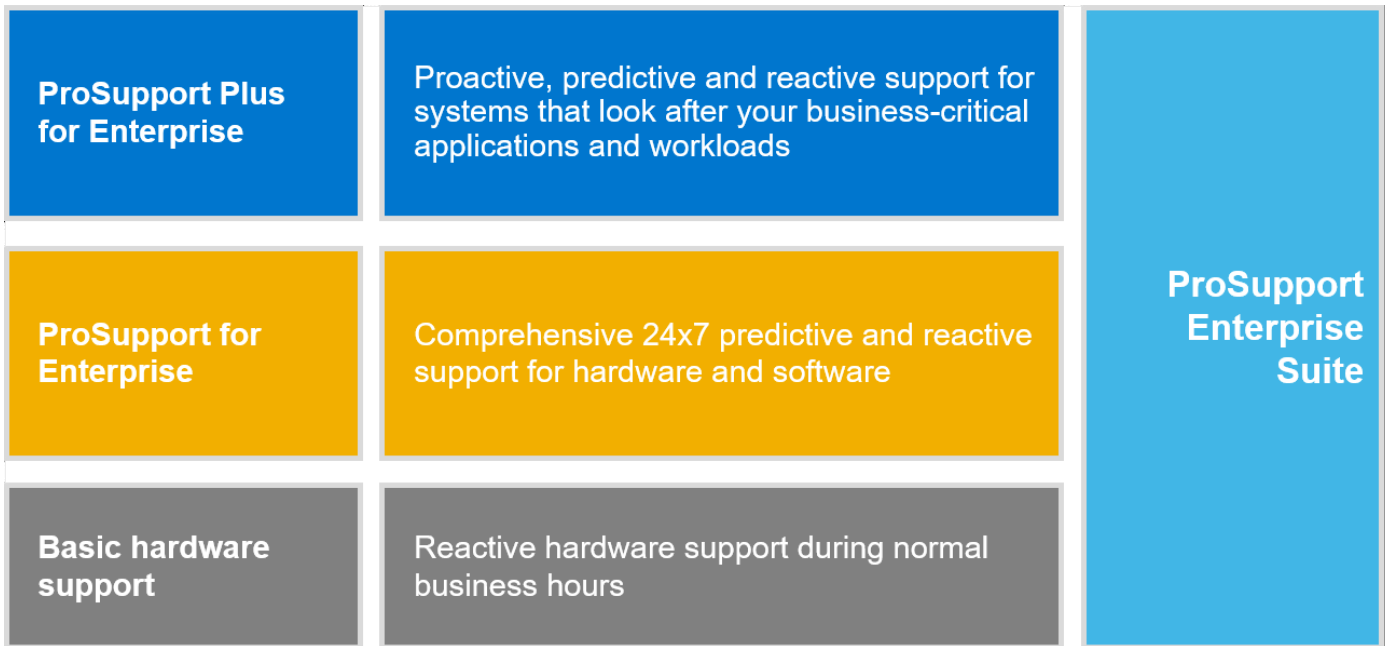 ProSupport Plus
for Enterprise
Proactive, predictive and reactive support for
systems that look after your business-critical
applications and workloads
ProSupport for
Enterprise
Comprehensive 24x7 predictive and reactive
support for hardware and software
Basic hardware
support
Reactive hardware support during normal
business hours
ProSupport
Enterprise
Suite